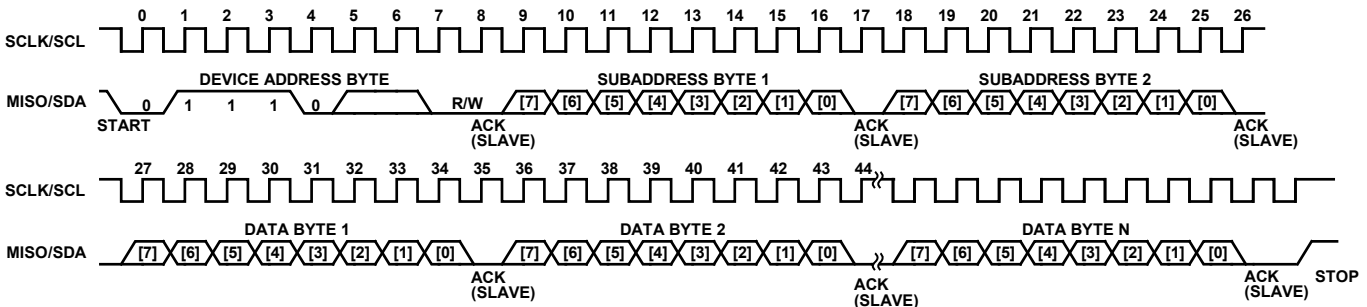 0 1 2 3 4 5 6 7 8 9 10 11 12 13 14 15 16 17 18 19 20 21 22 23 24 25 26
SCLK/SCL
DEVICE ADDRESS BYTE SUBADDRESS BYTE 1 SUBADDRESS BYTE 2
MISO/SDA 0 1 1 1 0 R/W [7] [6] [5] [4] [3] [2] [1] [0] [7] [6] [5] [4] [3] [2] [1] [0]
START ACK (SLAVE) ACK (SLAVE) ACK (SLAVE)
27 28 29 30 31 32 33 34 35 36 37 38 39 40 41 42 43 44
SCLK/SCL
DATA BYTE 1 DATA BYTE 2 DATA BYTE N
MISO/SDA [7] [6] [5] [4] [3] [2] [1] [0] [7] [6] [5] [4] [3] [2] [1] [0] [7] [6] [5] [4] [3] [2] [1] [0]
ACK (SLAVE) ACK (SLAVE) ACK (SLAVE) STOP